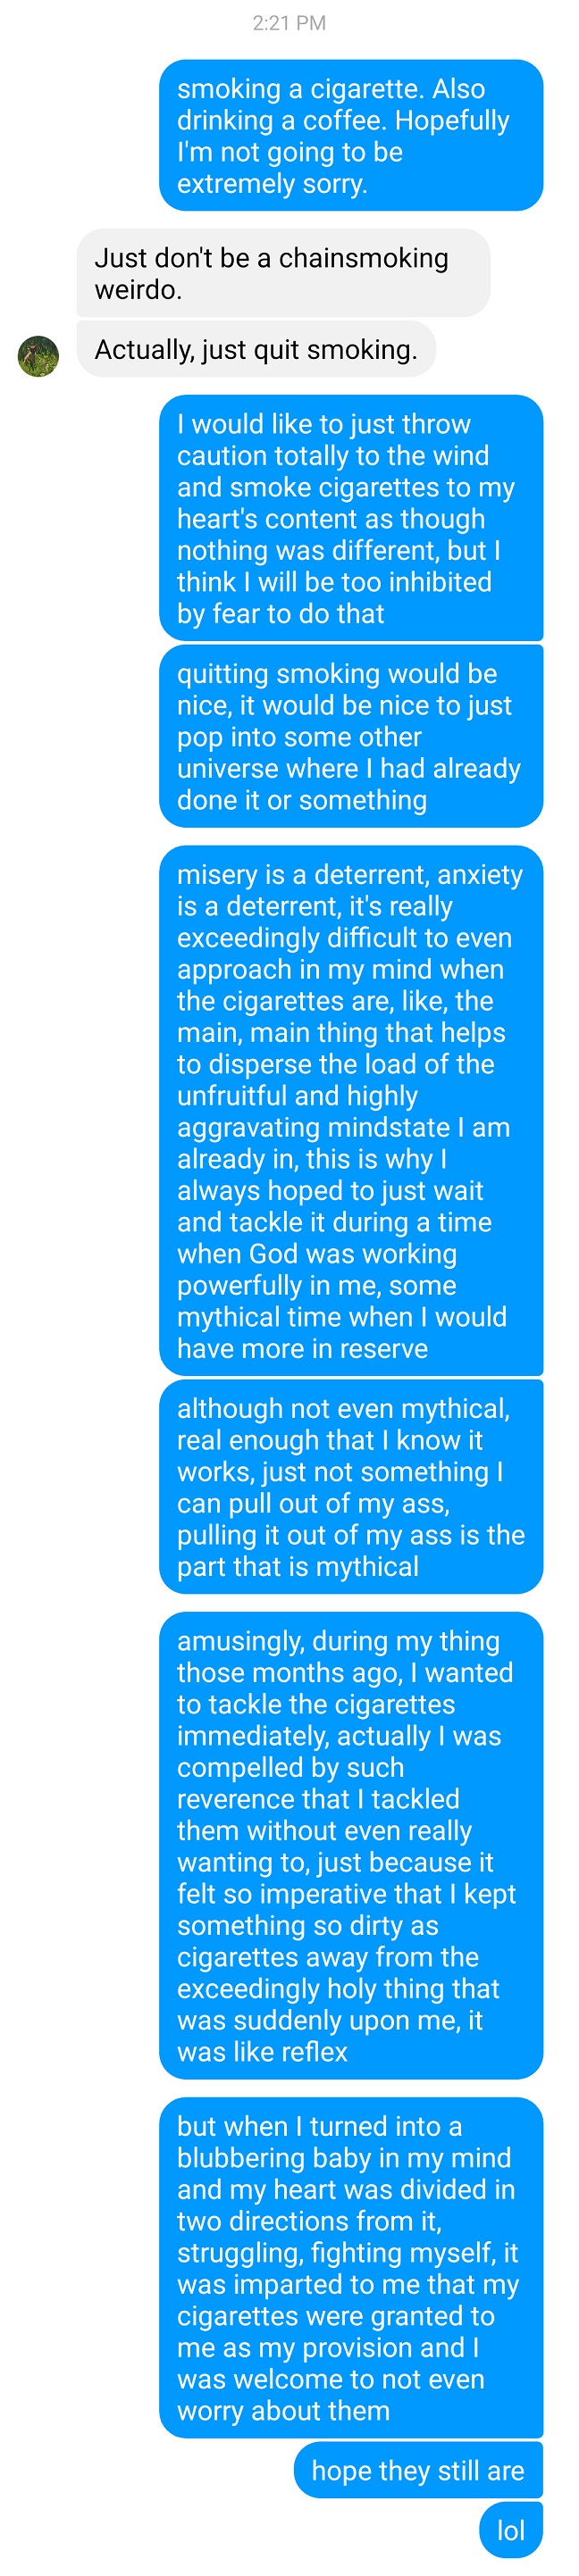 2:21 PM
smoking a cigarette. Also
drinking a coffee. Hopefully
I'm not going to be
extremely sorry.
Just don't be a chainsmoking
weirdo.
Actually, just quit smoking.
I would like to just throw
caution totally to the wind
and smoke cigarettes to my
heart's content as though
nothing was different, but I
think I will be too inhibited
by fear to do that
quitting smoking would be
nice, it would be nice to just
pop into some other
universe where I had already
done it or something
misery is a deterrent, anxiety
is a deterrent, it's really
exceedingly difficult to even
approach in my mind when
the cigarettes are, like, the
main, main thing that helps
to disperse the load of the
unfruitful and highly
aggravating mindstate I am
already in, this is why I
always hoped to just wait
and tackle it during a time
when God was working
powerfully in me, some
mythical time when I would
have more in reserve
although not even mythical,
real enough that I know it
works, just not something I
can pull out of my ass,
pulling it out of my ass is the
part that is mythical
amusingly, during my thing
those months ago, I wanted
to tackle the cigarettes
immediately, actually I was
compelled by such
reverence that I tackled
them without even really
wanting to, just because it
felt so imperative that I kept
something so dirty as
cigarettes away from the
exceedingly holy thing that
was suddenly upon me, it
was like reflex
but when I turned into a
blubbering baby in my mind
and my heart was divided in
two directions from it,
struggling, fighting myself, it
was imparted to me that my
cigarettes were granted to
me as my provision and I
was welcome to not even
worry about them
hope they still are
lol